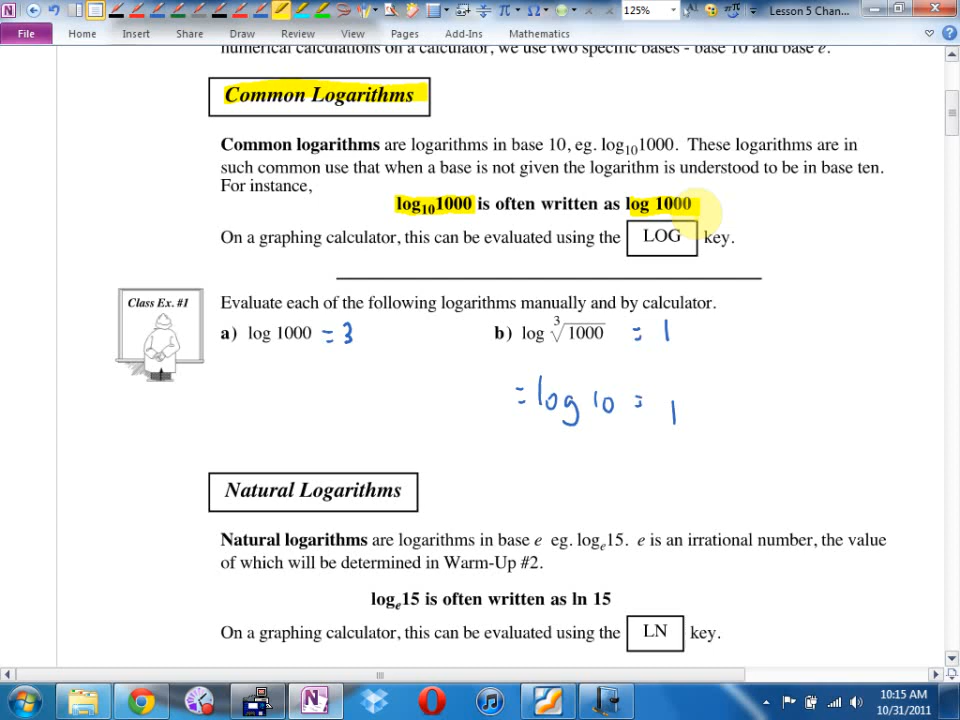 125%
Lesson 5 Chan...
File Home Insert Share Draw Review View Pages Add-Ins Mathematics
numerical calculations on a calculator, we use two specific bases - base 10 and base e.
Common Logarithms
Common logarithms are logarithms in base 10, eg. log₁₀1000. These logarithms are in
such common use that when a base is not given the logarithm is understood to be in base ten.
For instance,
log₁₀1000 is often written as log 1000
On a graphing calculator, this can be evaluated using the LOG key.
Class Ex. #1
Evaluate each of the following logarithms manually and by calculator.
a) log 1000 = 3 b) log ∛1000 = 1
= log 10 = 1
Natural Logarithms
Natural logarithms are logarithms in base e eg. logₑ15. e is an irrational number, the value
of which will be determined in Warm-Up #2.
logₑ15 is often written as ln 15
On a graphing calculator, this can be evaluated using the LN key.
10:15 AM
10/31/2011